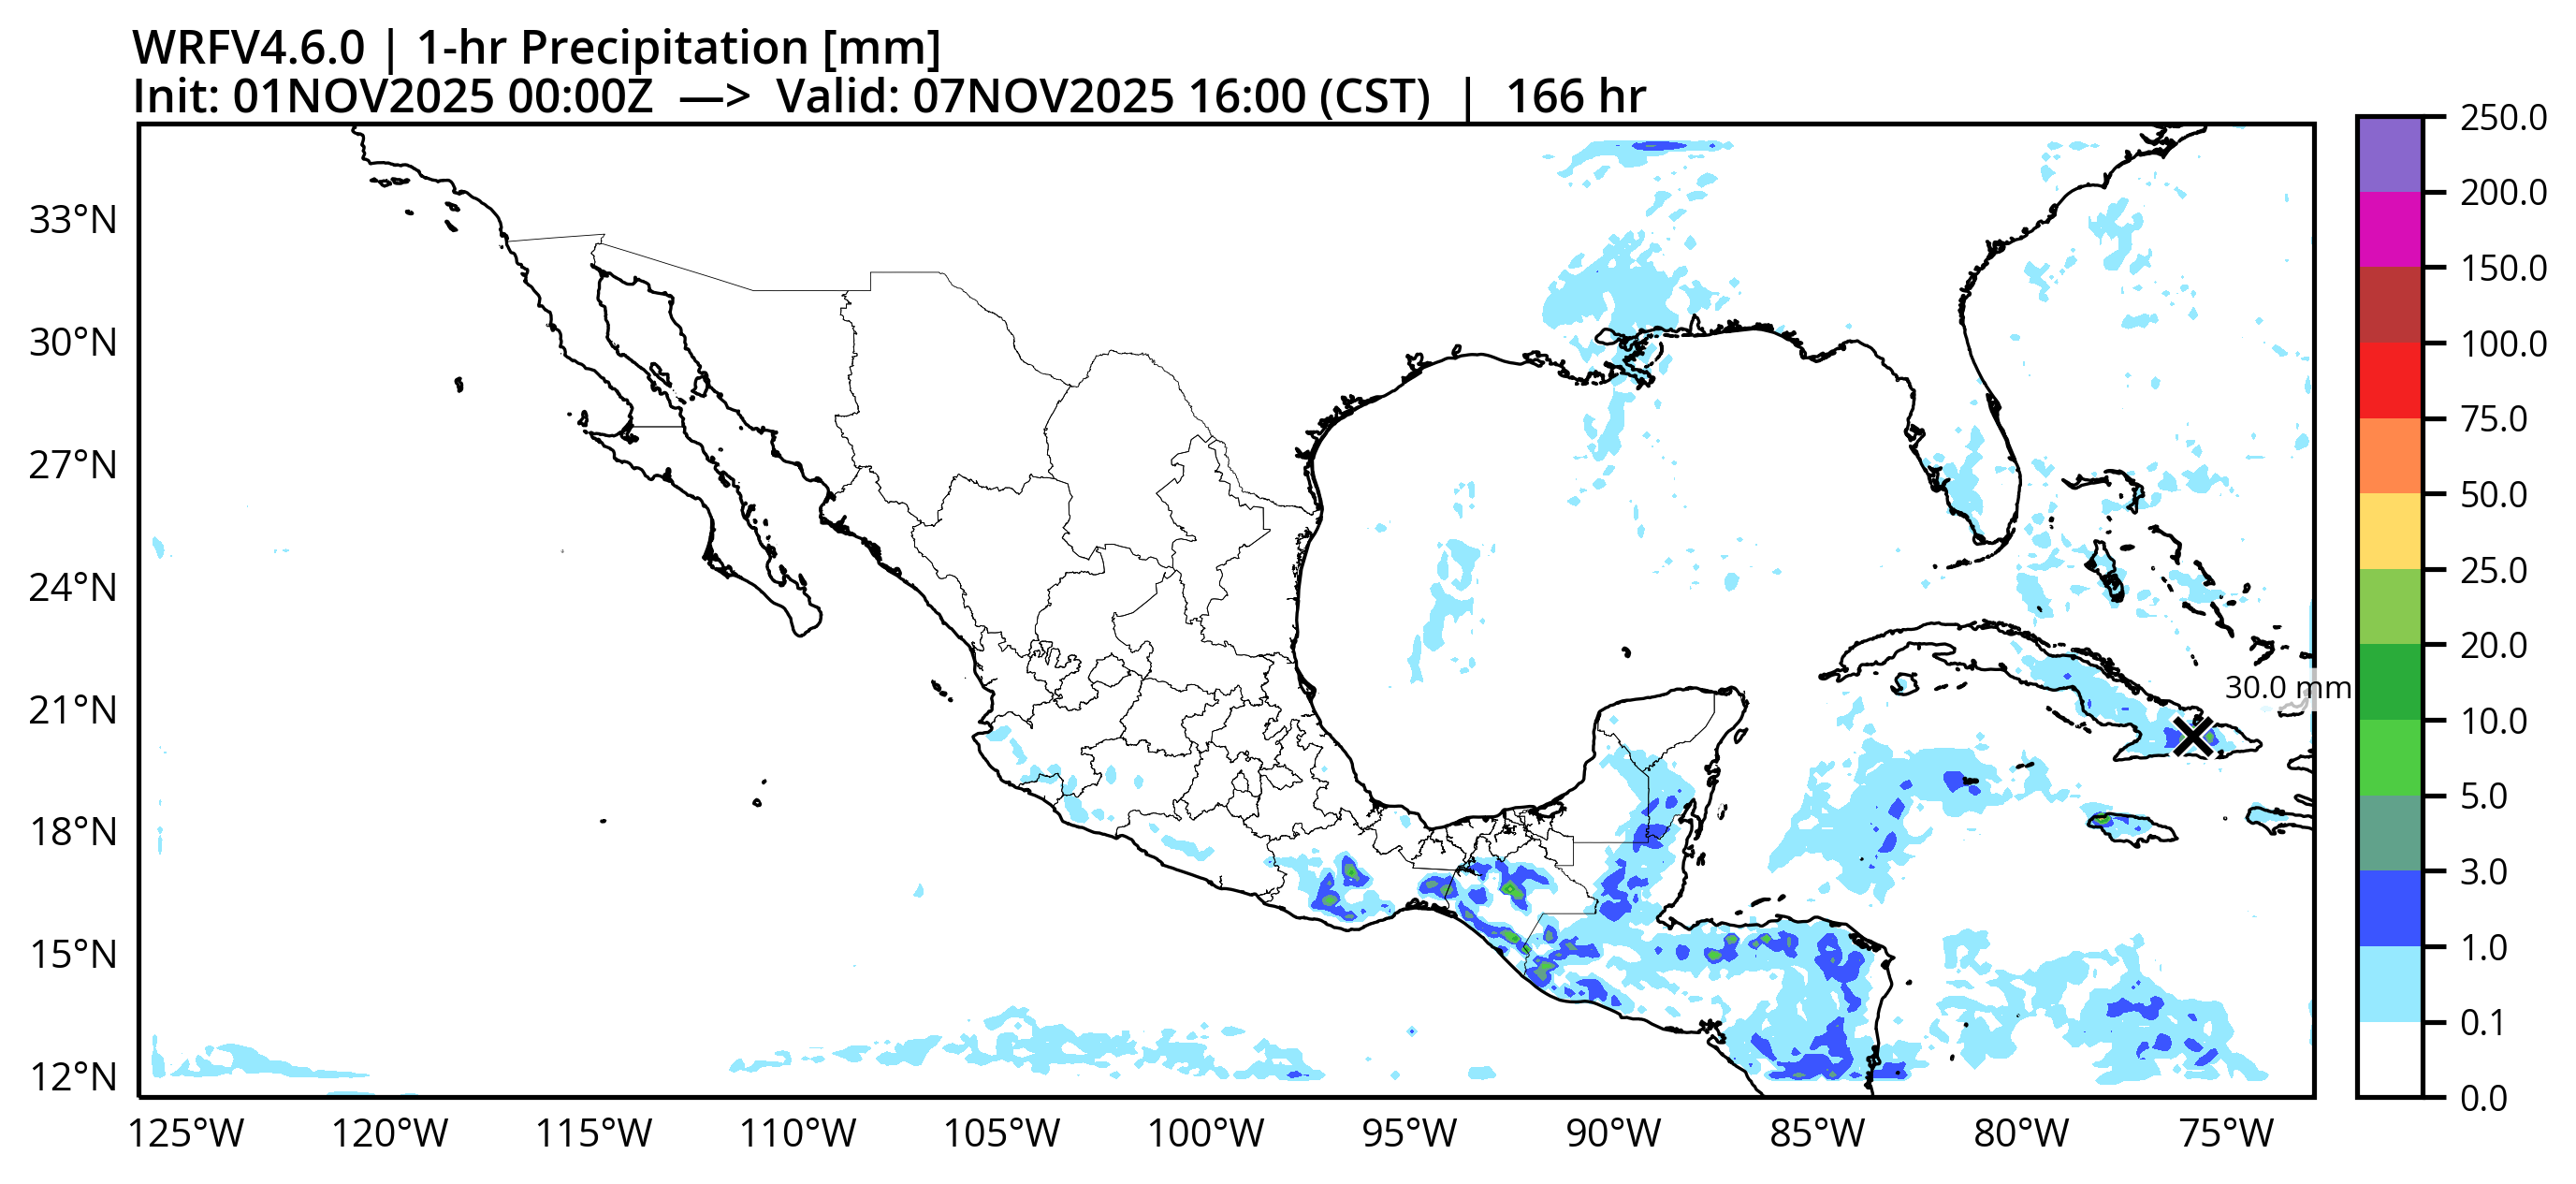 WRFV4.6.0 | 1-hr Precipitation [mm]
Init: 01NOV2025 00:00Z —> Valid: 07NOV2025 16:00 (CST) | 166 hr
33°N
30°N
27°N
24°N
21°N
18°N
15°N
12°N
125°W 120°W 115°W 110°W 105°W 100°W 95°W 90°W 85°W 80°W 75°W
30.0 mm
250.0
200.0
150.0
100.0
75.0
50.0
25.0
20.0
10.0
5.0
3.0
1.0
0.1
0.0